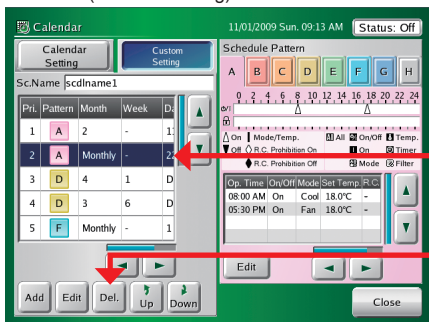 (                g)
Calendar
11/01/2009 Sun. 09:13 AM Status: Off
Calendar Setting
Custom Setting
Sc.Name scdlname1
Pri. Pattern Month Week Da
1 A 2 - 1
2 A Monthly - 22
3 D 4 1 D
4 D 3 6 D
5 F Monthly - 1
Add Edit Del. Up Down
Schedule Pattern
A B C D E F G H
0 2 4 6 8 10 12 14 16 18 20 22 24
On Mode/Temp. All On/Off Temp.
Off R.C. Prohibition On On Timer
R.C. Prohibition Off Mode Filter
Op. Time On/Off Mode Set Temp. R.C.
08:00 AM On Cool 18.0°C -
05:30 PM On Fan 18.0°C -
Edit
Close